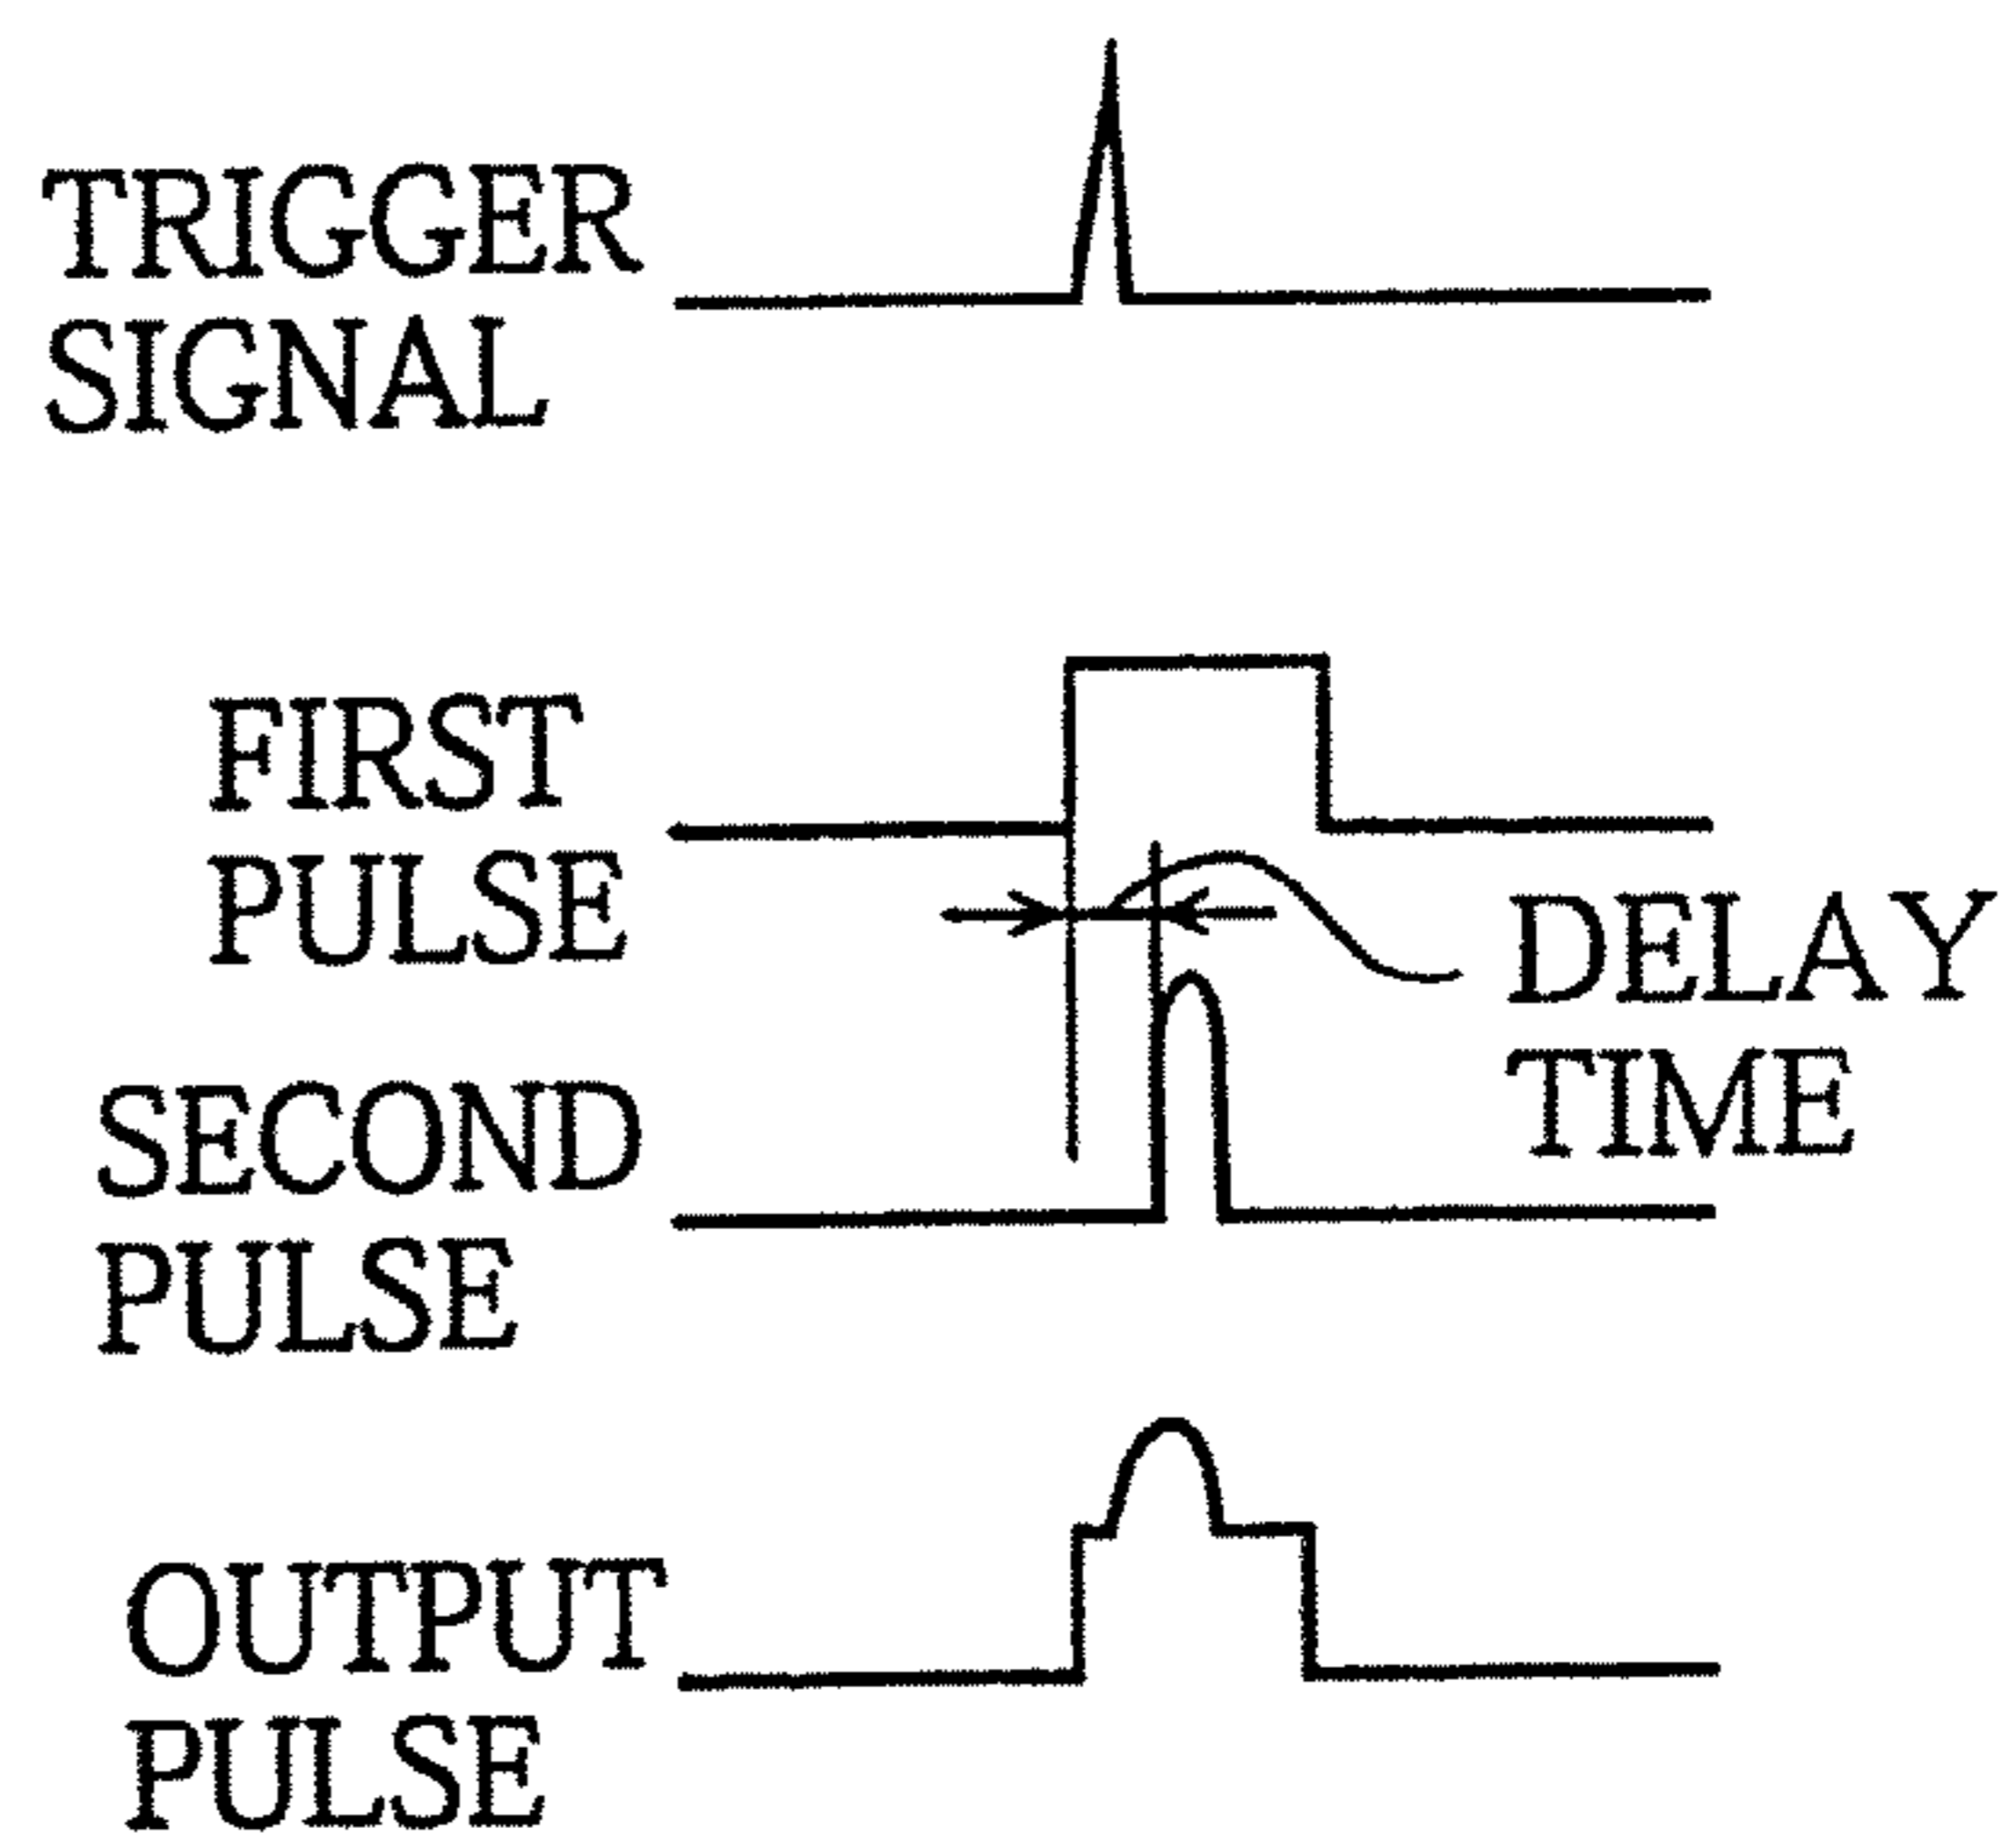 TRIGGER
SIGNAL
FIRST
PULSE
DELAY
TIME
SECOND
PULSE
OUTPUT
PULSE